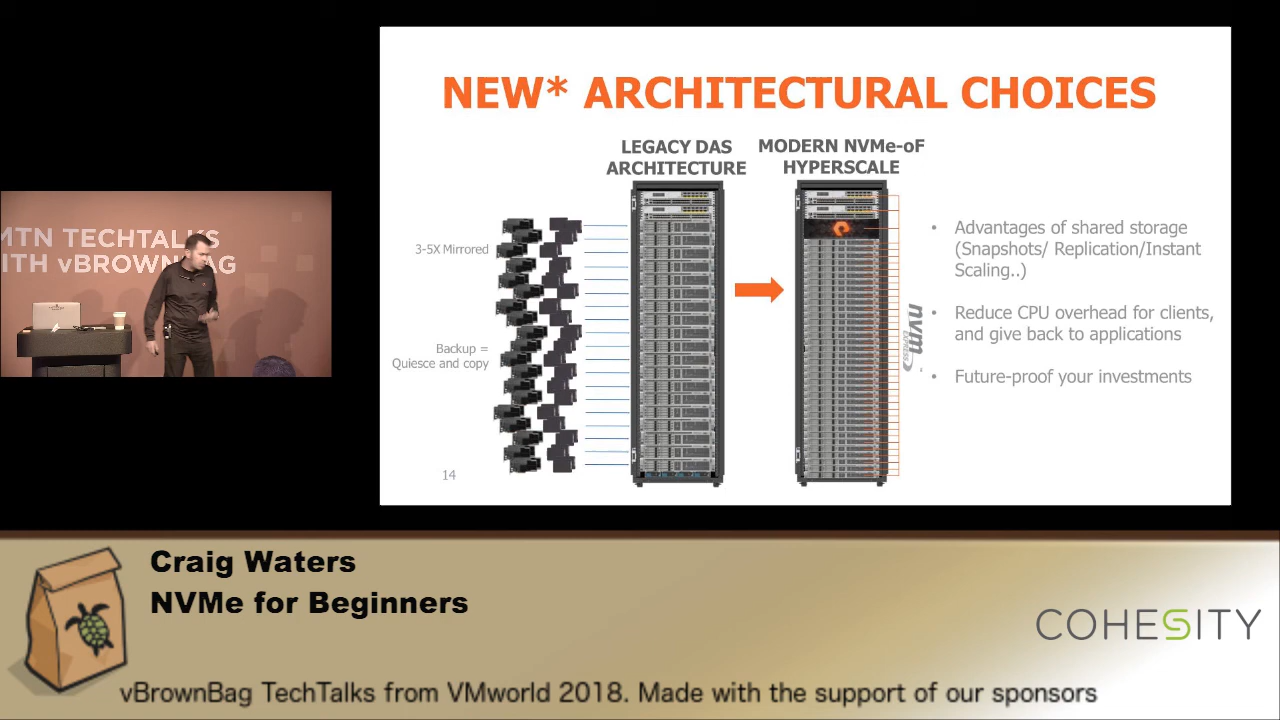 NEW* ARCHITECTURAL CHOICES
LEGACY DAS
ARCHITECTURE
MODERN NVMe-oF
HYPERSCALE
3-5X Mirrored
Backup =
Quiesce and copy
nvm
EXPRESS
• Advantages of shared storage
(Snapshots/ Replication/Instant
Scaling..)
• Reduce CPU overhead for clients,
and give back to applications
• Future-proof your investments
14
MTN TECHTALKS
ITH vBROWNBAG
Craig Waters
NVMe for Beginners
COHESITY
vBrownBag TechTalks from VMworld 2018. Made with the support of our sponsors